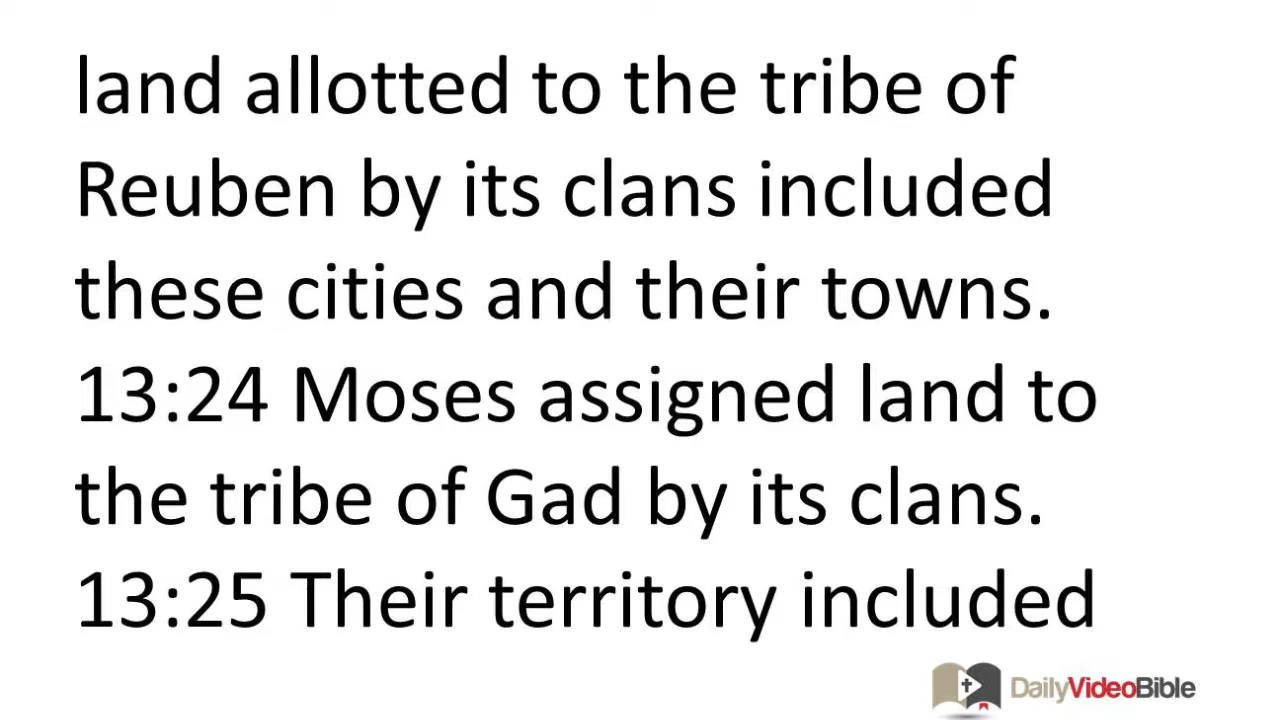 land allotted to the tribe of
Reuben by its clans included
these cities and their towns.
13:24 Moses assigned land to
the tribe of Gad by its clans.
13:25 Their territory included
DailyVideoBible